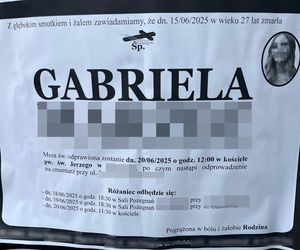 Z głębokim smutkiem i żalem zawiadamiamy, że dn. 15/06/2025 w wieku 27 lat zmarła
Śp.
GABRIELA
Msza św. odprawiona zostanie dn. 20/06/2025 o godz. 12:00 w kościele
pw. św. Jerzego w po czym nastąpi odprowadzenie
na cmentarz przy ul.
Różaniec odbędzie się:
- dn. 18/06/2025 o godz. 18:30 w Sali Pożegnań przy
- dn. 19/06/2025 o godz. 18:30 w Sali Pożegnań przy
- dn. 20/06/2025 o godz. 11:30 w kościele
Pogrążona w bólu i żałobie Rodzina